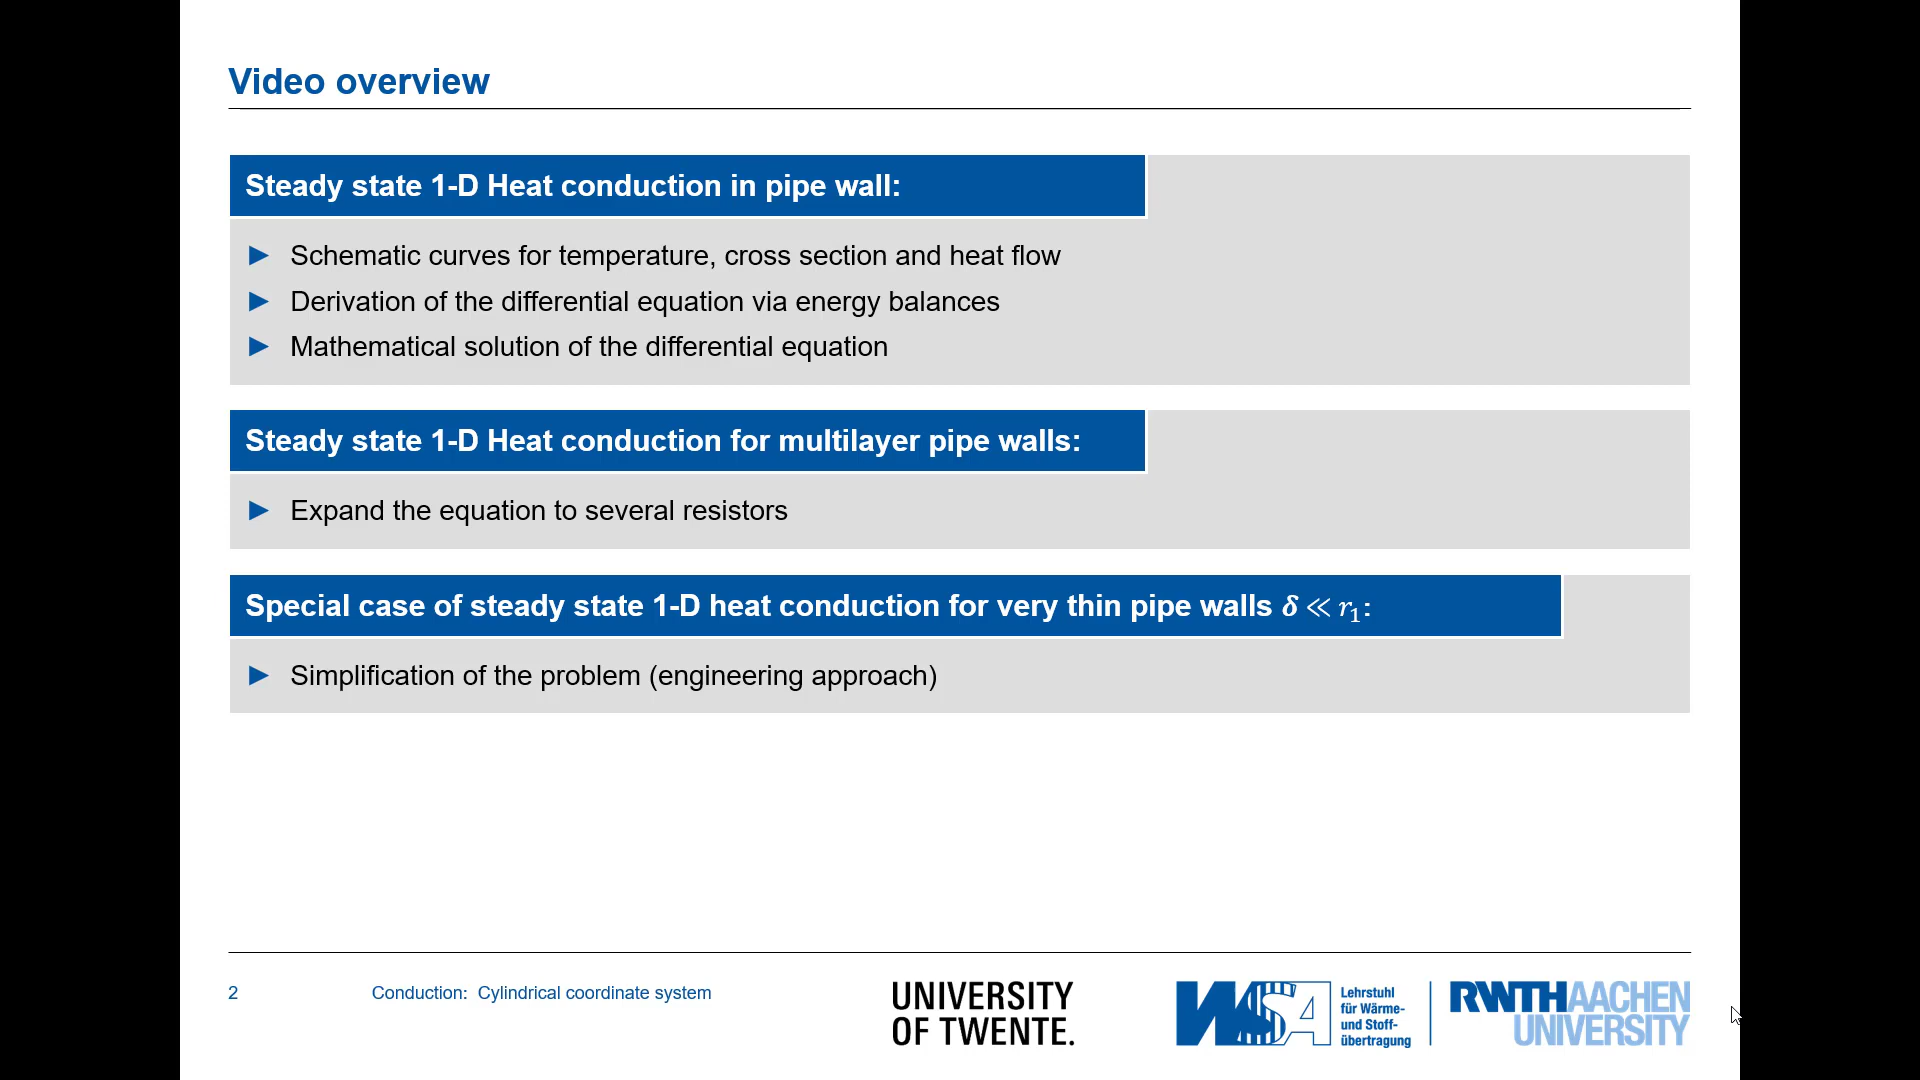 Video overview
Steady state 1-D Heat conduction in pipe wall:
Schematic curves for temperature, cross section and heat flow
Derivation of the differential equation via energy balances
Mathematical solution of the differential equation
Steady state 1-D Heat conduction for multilayer pipe walls:
Expand the equation to several resistors
Special case of steady state 1-D heat conduction for very thin pipe walls δ ≪ r₁:
Simplification of the problem (engineering approach)
2
Conduction: Cylindrical coordinate system
UNIVERSITY
OF TWENTE.
WSA
Lehrstuhl
für Wärme-
und Stoff-
übertragung
RWTHAACHEN
UNIVERSITY